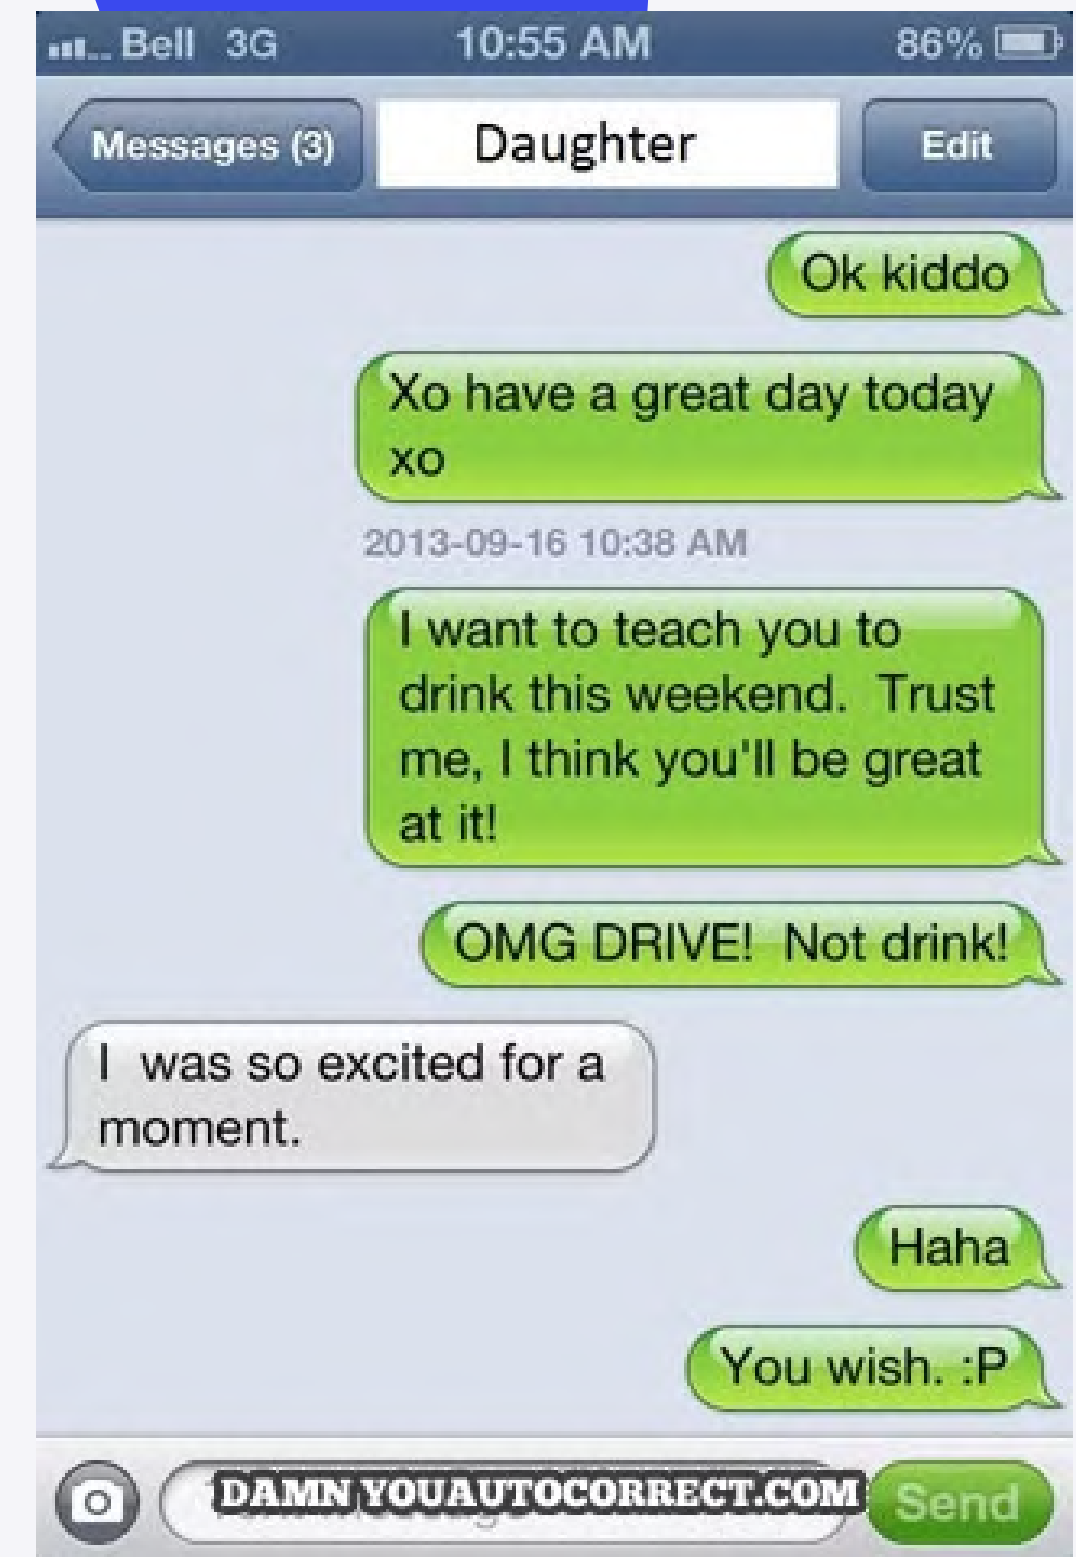 Bell 3G 10:55 AM 86%
Messages (3) Daughter Edit
Ok kiddo
Xo have a great day today
xo
2013-09-16 10:38 AM
I want to teach you to
drink this weekend. Trust
me, I think you'll be great
at it!
OMG DRIVE! Not drink!
I was so excited for a
moment.
Haha
You wish. :P
DAMNYOUAUTOCORRECT.COM Send